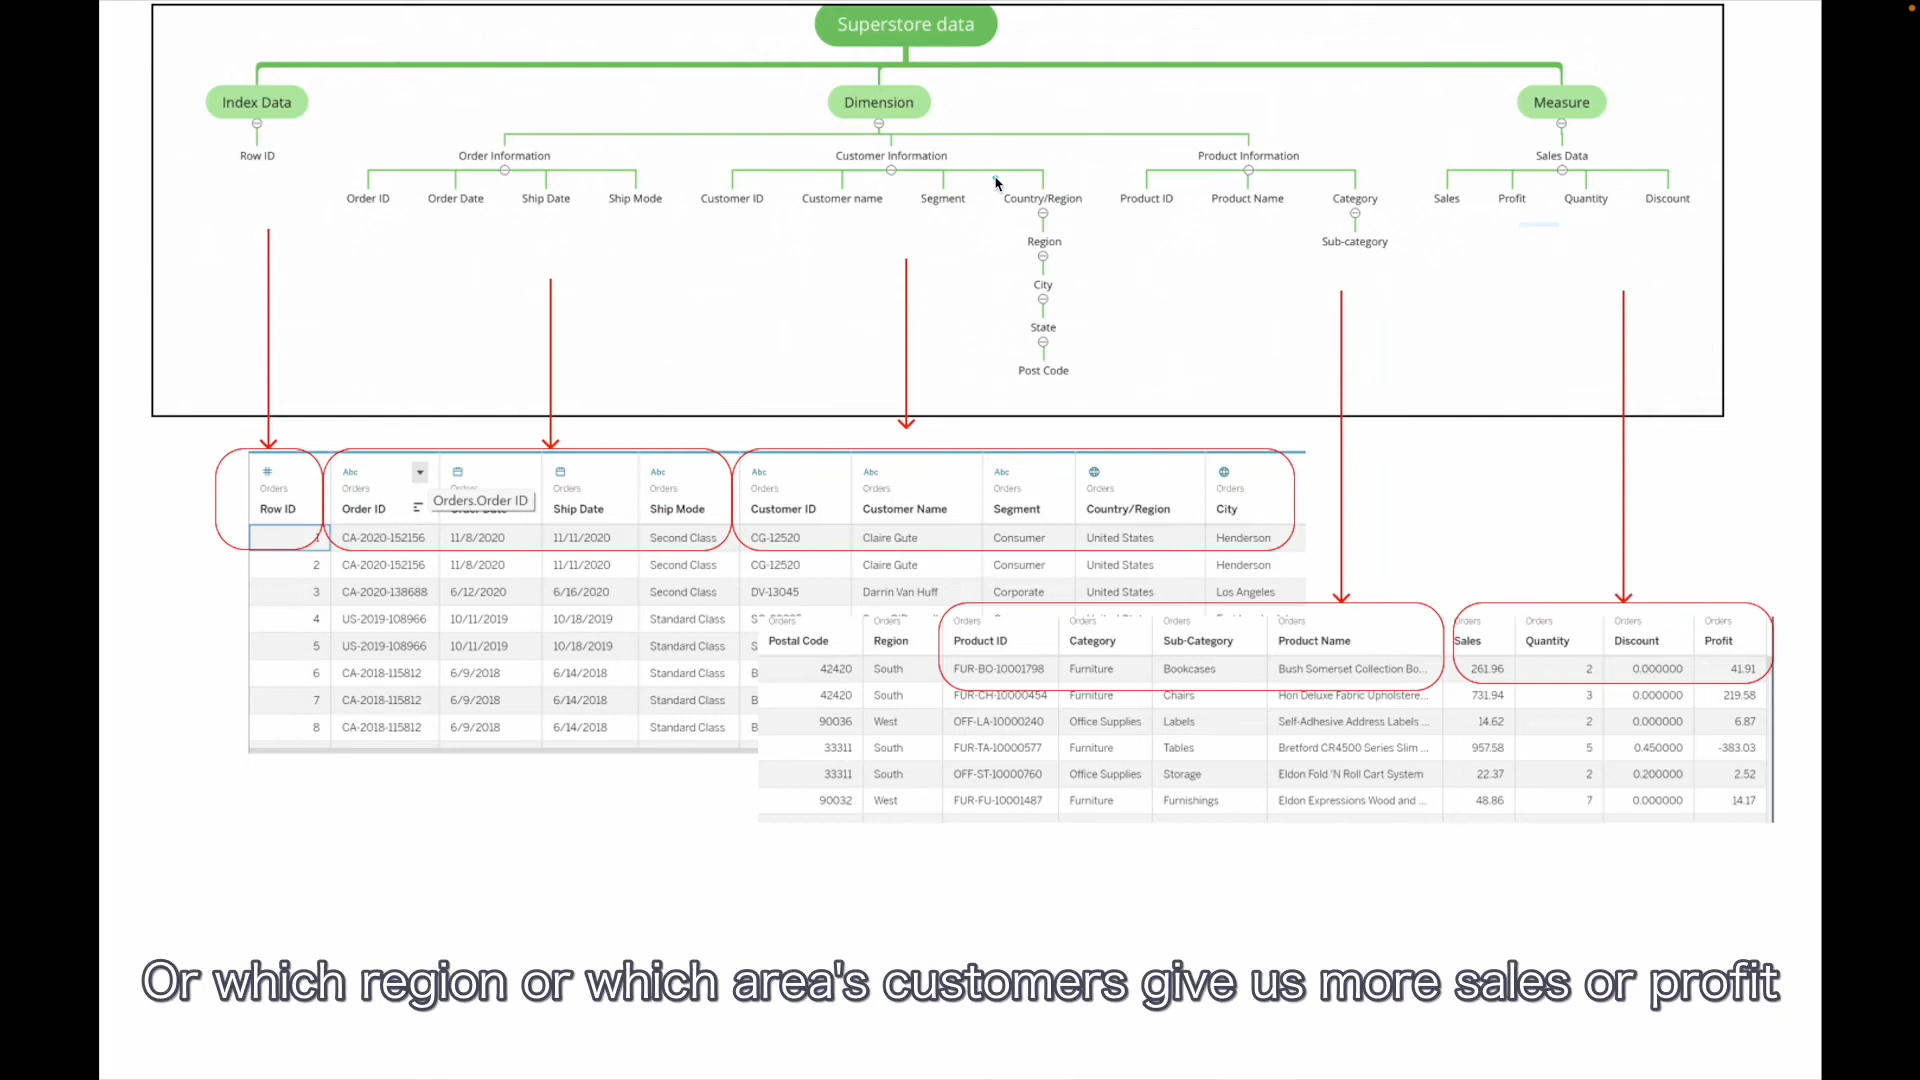 Superstore data
Index Data Dimension Measure
Row ID Order Information Customer Information Product Information Sales Data
Order ID Order Date Ship Date Ship Mode Customer ID Customer name Segment Country/Region Product ID Product Name Category Sales Profit Quantity Discount
Region Sub-category
City
State
Post Code
# Abc Abc Abc Abc Abc
Orders Orders Orders Orders Orders Orders Orders Orders Orders
Orders.Order ID
Row ID Order ID Ship Date Ship Mode Customer ID Customer Name Segment Country/Region City
1 CA-2020-152156 11/8/2020 11/11/2020 Second Class CG-12520 Claire Gute Consumer United States Henderson
2 CA-2020-152156 11/8/2020 11/11/2020 Second Class CG-12520 Claire Gute Consumer United States Henderson
3 CA-2020-138688 6/12/2020 6/16/2020 Second Class DV-13045 Darrin Van Huff Corporate United States Los Angeles
4 US-2019-108966 10/11/2019 10/18/2019 Standard Class
5 US-2019-108966 10/11/2019 10/18/2019 Standard Class
6 CA-2018-115812 6/9/2018 6/14/2018 Standard Class
7 CA-2018-115812 6/9/2018 6/14/2018 Standard Class
8 CA-2018-115812 6/9/2018 6/14/2018 Standard Class
Orders Orders Orders Orders Orders Orders Orders Orders Orders Orders
Postal Code Region Product ID Category Sub-Category Product Name Sales Quantity Discount Profit
42420 South FUR-BO-10001798 Furniture Bookcases Bush Somerset Collection Bo... 261.96 2 0.000000 41.91
42420 South FUR-CH-10000454 Furniture Chairs Hon Deluxe Fabric Upholstere... 731.94 3 0.000000 219.58
90036 West OFF-LA-10000240 Office Supplies Labels Self-Adhesive Address Labels ... 14.62 2 0.000000 6.87
33311 South FUR-TA-10000577 Furniture Tables Bretford CR4500 Series Slim ... 957.58 5 0.450000 -383.03
33311 South OFF-ST-10000760 Office Supplies Storage Eldon Fold 'N Roll Cart System 22.37 2 0.200000 2.52
90032 West FUR-FU-10001487 Furniture Furnishings Eldon Expressions Wood and ... 48.86 7 0.000000 14.17
Or which region or which area's customers give us more sales or profit